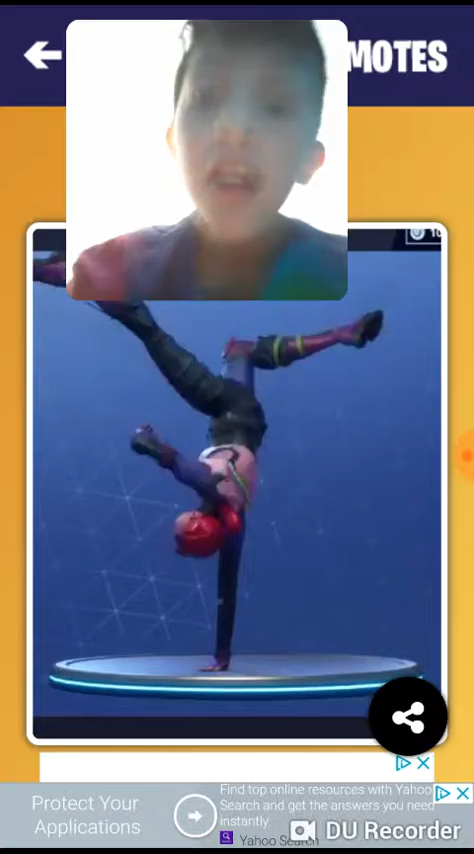 MOTES
Protect Your
Applications
Find top online resources with Yahoo
Search and get the answers you need
instantly.
Yahoo Search
DU Recorder